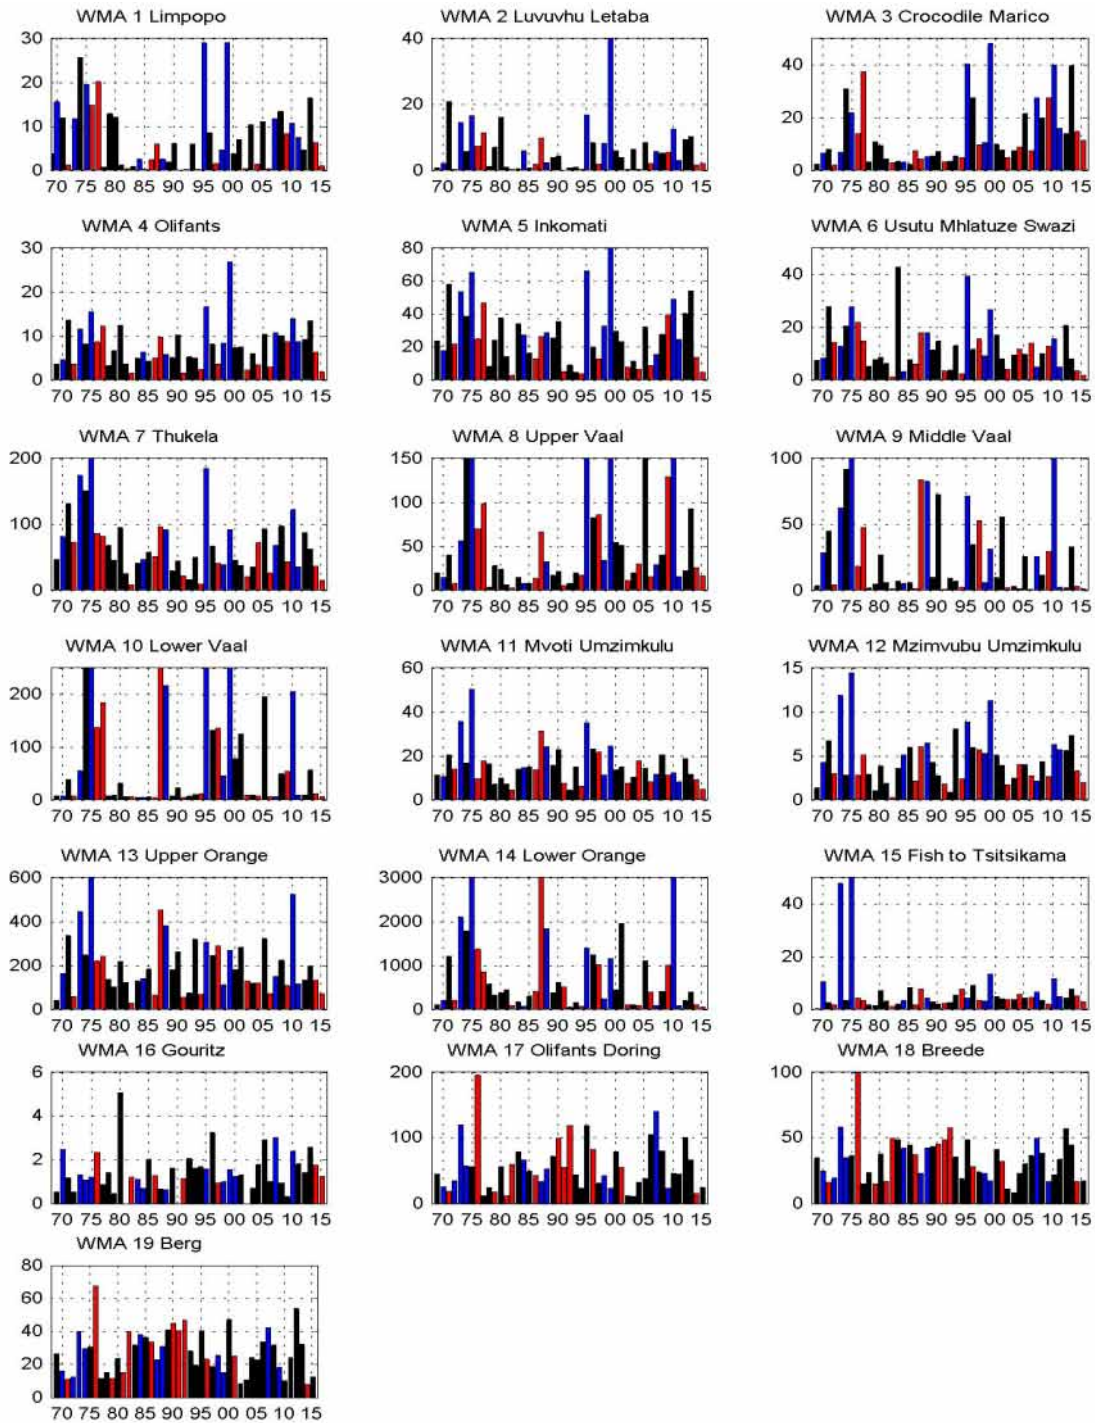 WMA 1 Limpopo
30
20
10
0
70 75 80 85 90 95 00 05 10 15
WMA 2 Luvuvhu Letaba
40
20
0
70 75 80 85 90 95 00 05 10 15
WMA 3 Crocodile Marico
40
20
0
70 75 80 85 90 95 00 05 10 15
WMA 4 Olifants
30
20
10
0
70 75 80 85 90 95 00 05 10 15
WMA 5 Inkomati
80
60
40
20
0
70 75 80 85 90 95 00 05 10 15
WMA 6 Usutu Mhlatuze Swazi
40
20
0
70 75 80 85 90 95 00 05 10 15
WMA 7 Thukela
200
100
0
70 75 80 85 90 95 00 05 10 15
WMA 8 Upper Vaal
150
100
50
0
70 75 80 85 90 95 00 05 10 15
WMA 9 Middle Vaal
100
50
0
70 75 80 85 90 95 00 05 10 15
WMA 10 Lower Vaal
200
100
0
70 75 80 85 90 95 00 05 10 15
WMA 11 Mvoti Umzimkulu
60
40
20
0
70 75 80 85 90 95 00 05 10 15
WMA 12 Mzimvubu Umzimkulu
15
10
5
0
70 75 80 85 90 95 00 05 10 15
WMA 13 Upper Orange
600
400
200
0
70 75 80 85 90 95 00 05 10 15
WMA 14 Lower Orange
3000
2000
1000
0
70 75 80 85 90 95 00 05 10 15
WMA 15 Fish to Tsitsikama
40
20
0
70 75 80 85 90 95 00 05 10 15
WMA 16 Gouritz
6
4
2
0
70 75 80 85 90 95 00 05 10 15
WMA 17 Olifants Doring
200
100
0
70 75 80 85 90 95 00 05 10 15
WMA 18 Breede
100
50
0
70 75 80 85 90 95 00 05 10 15
WMA 19 Berg
80
60
40
20
0
70 75 80 85 90 95 00 05 10 15